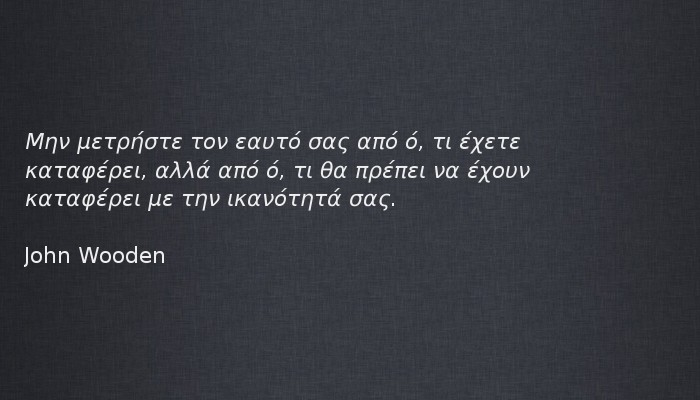 Μην μετρήστε τον εαυτό σας από ό, τι έχετε
καταφέρει, αλλά από ό, τι θα πρέπει να έχουν
καταφέρει με την ικανότητά σας.
John Wooden